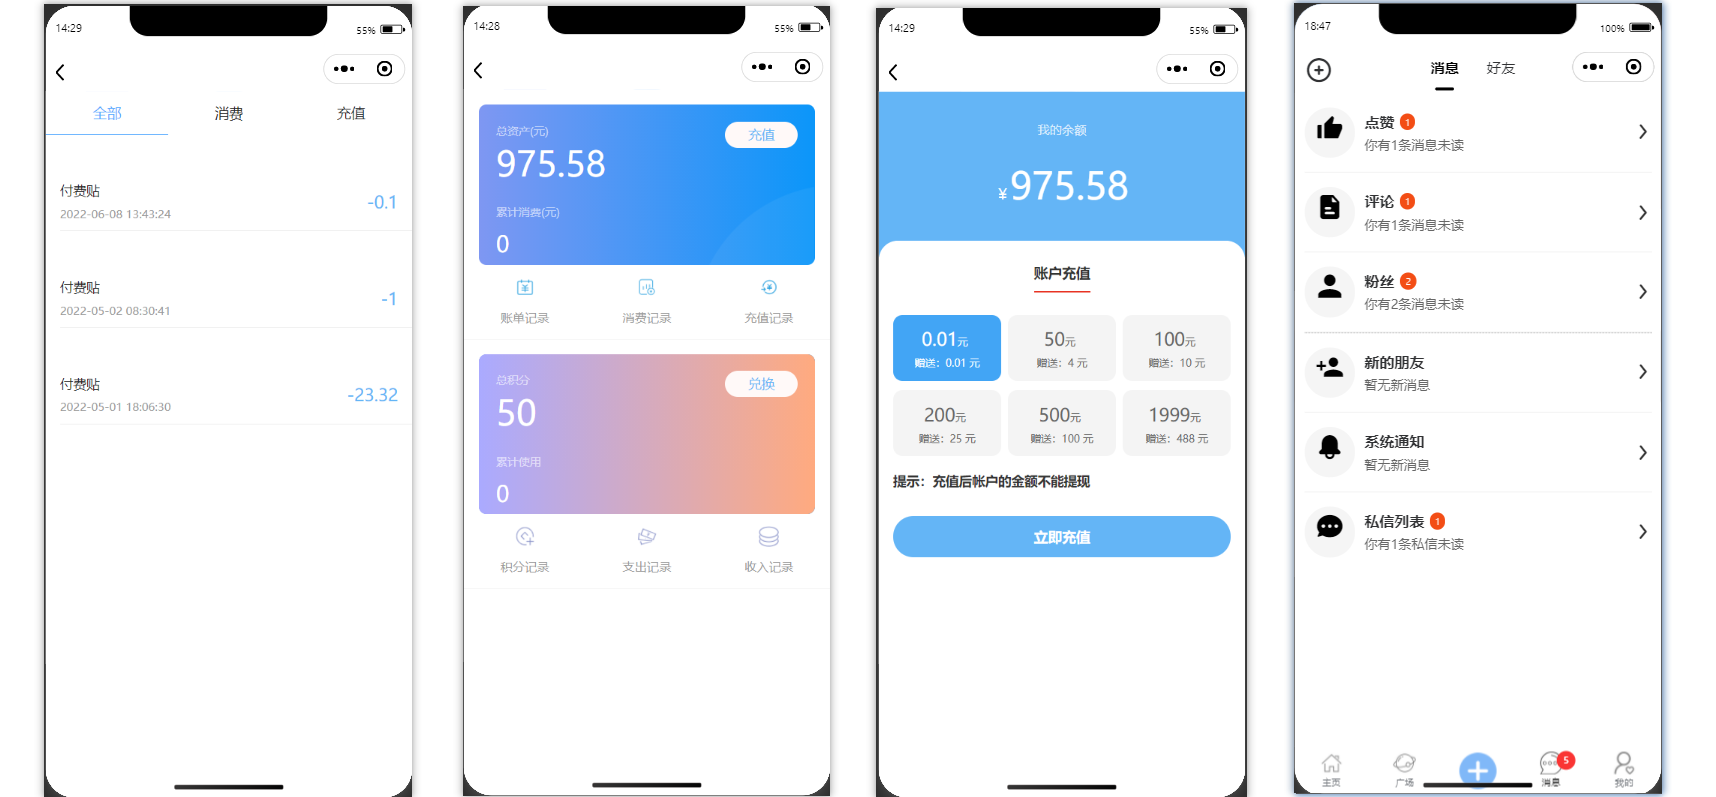 14:29
55%
全部 消费 充值
付费贴
-0.1
2022-06-08 13:43:24
付费贴
-1
2022-05-02 08:30:41
付费贴
-23.32
2022-05-01 18:06:30
14:28
55%
总资产(元)
充值
975.58
累计消费(元)
0
账单记录 消费记录 充值记录
总积分
兑换
50
累计使用
0
积分记录 支出记录 收入记录
14:29
55%
我的余额
¥975.58
账户充值
0.01元 50元 100元
赠送：0.01 元 赠送：4 元 赠送：10 元
200元 500元 1999元
赠送：25 元 赠送：100 元 赠送：488 元
提示：充值后帐户的金额不能提现
立即充值
18:47
100%
消息 好友
点赞 1
你有1条消息未读
评论 1
你有1条消息未读
粉丝 2
你有2条消息未读
新的朋友
暂无新消息
系统通知
暂无新消息
私信列表 1
你有1条私信未读
5
主页 广场 消息 我的